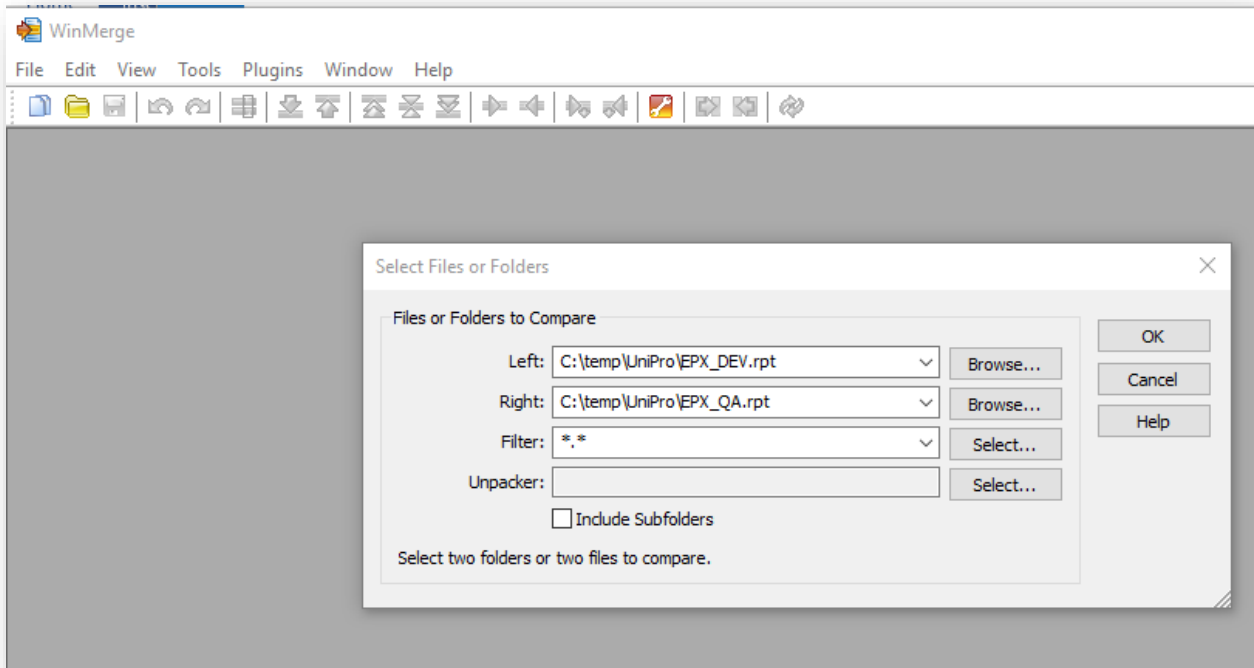 WinMerge
File Edit View Tools Plugins Window Help
Select Files or Folders
Files or Folders to Compare
Left: C:\temp\UniPro\EPX_DEV.rpt Browse...
Right: C:\temp\UniPro\EPX_QA.rpt Browse...
Filter: *.* Select...
Unpacker: Select...
Include Subfolders
Select two folders or two files to compare.
OK
Cancel
Help